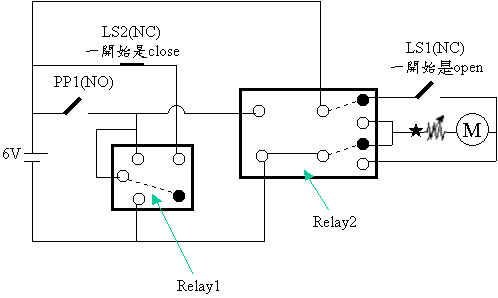 LS2(NC)
一開始是close
LS1(NC)
一開始是open
PP1(NO)
M
6V
Relay2
Relay1